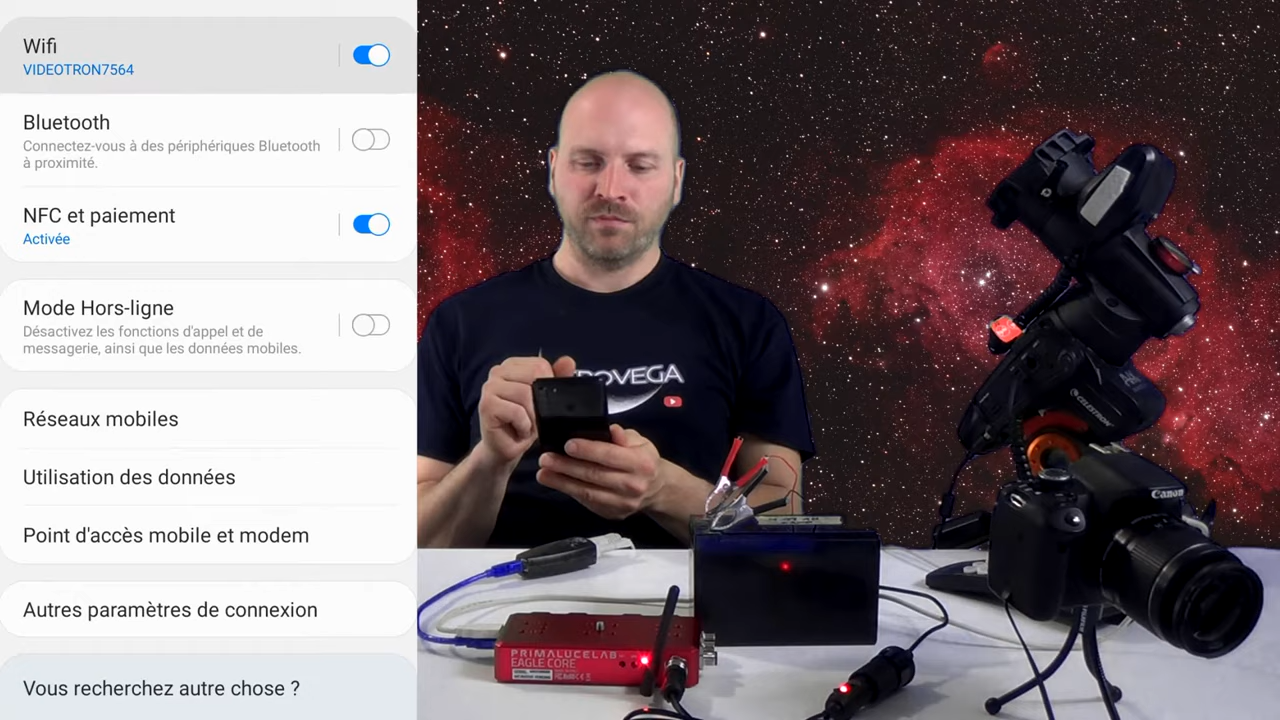 Wifi
VIDEOTRON7564
Bluetooth
Connectez-vous à des périphériques Bluetooth
à proximité.
NFC et paiement
Activée
Mode Hors-ligne
Désactivez les fonctions d'appel et de
messagerie, ainsi que les données mobiles.
Réseaux mobiles
Utilisation des données
Point d'accès mobile et modem
Autres paramètres de connexion
Vous recherchez autre chose ?
OVEGA
CELESTRON
Canon
PRIMALUCELAB
EAGLE CORE